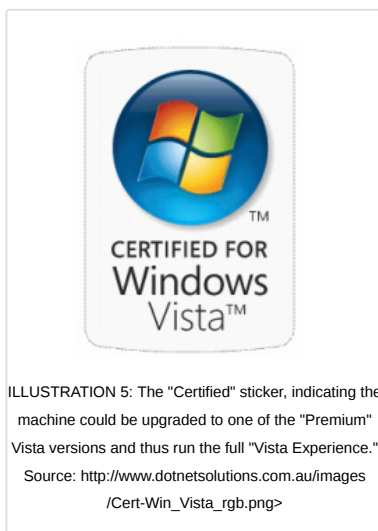 TM
CERTIFIED FOR
Windows
Vista™
ILLUSTRATION 5: The "Certified" sticker, indicating the
machine could be upgraded to one of the "Premium"
Vista versions and thus run the full "Vista Experience."
Source: http://www.dotnetsolutions.com.au/images
/Cert-Win_Vista_rgb.png>